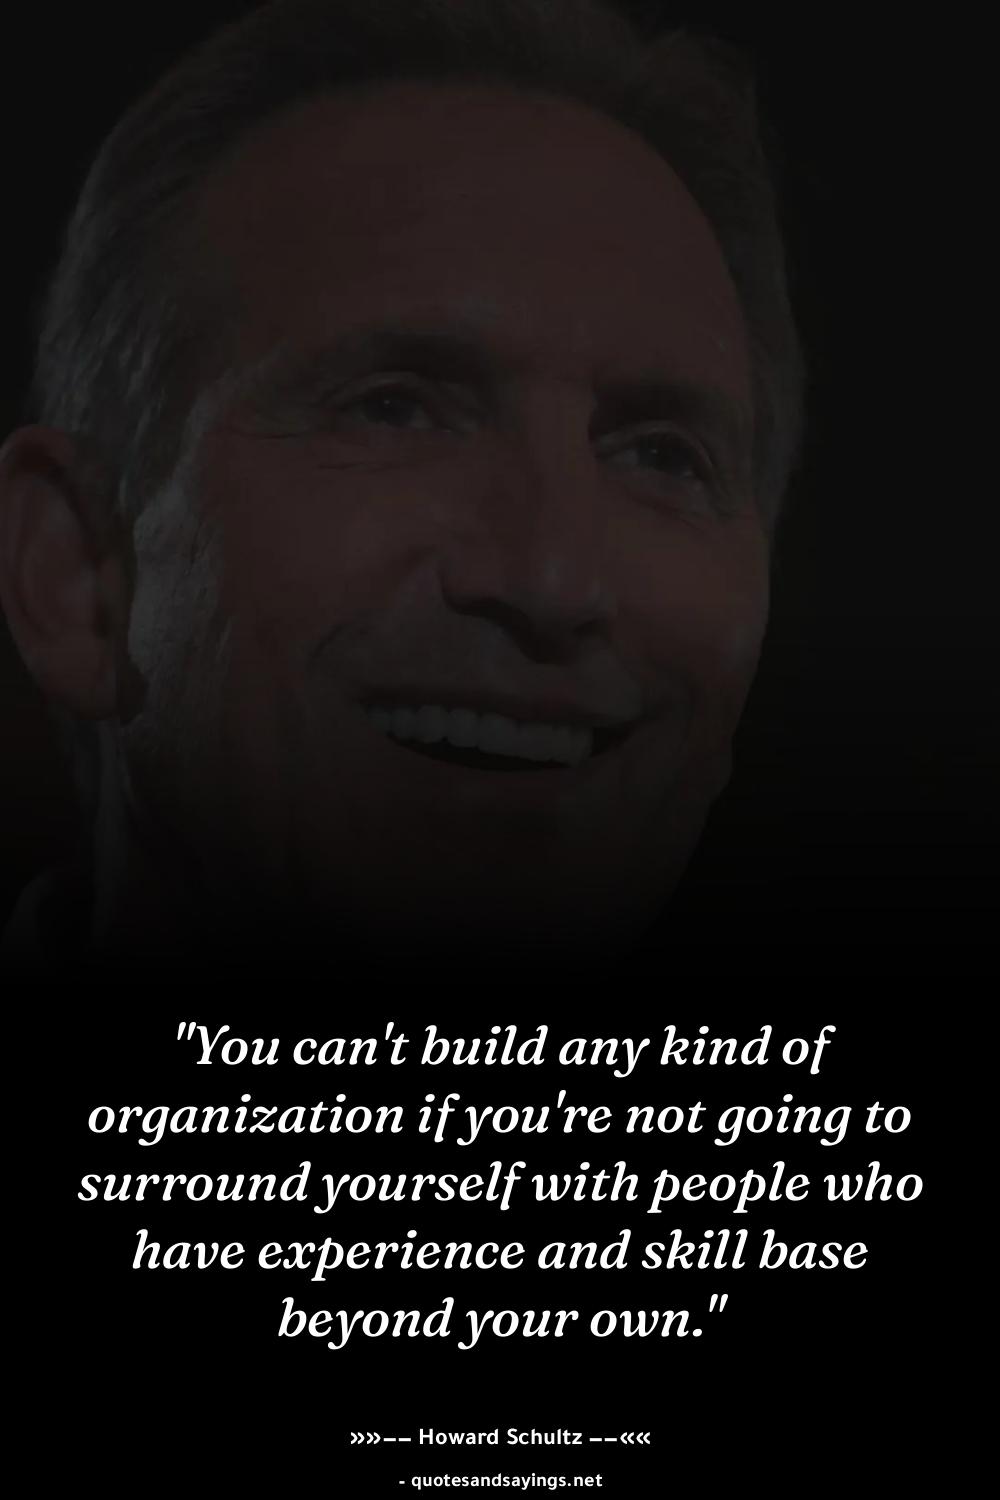 "You can't build any kind of
organization if you're not going to
surround yourself with people who
have experience and skill base
beyond your own."
»»–– Howard Schultz ––««
- quotesandsayings.net